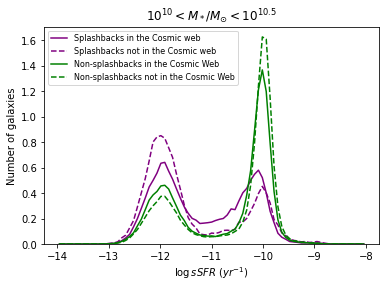 10^10 < M_*/M_⊙ < 10^10.5
Splashbacks in the Cosmic web
Splashbacks not in the Cosmic web
Non-splashbacks in the Cosmic web
Non-splashbacks not in the Cosmic Web
Number of galaxies
1.6
1.4
1.2
1.0
0.8
0.6
0.4
0.2
0.0
−14 −13 −12 −11 −10 −9 −8
log sSFR (yr^−1)